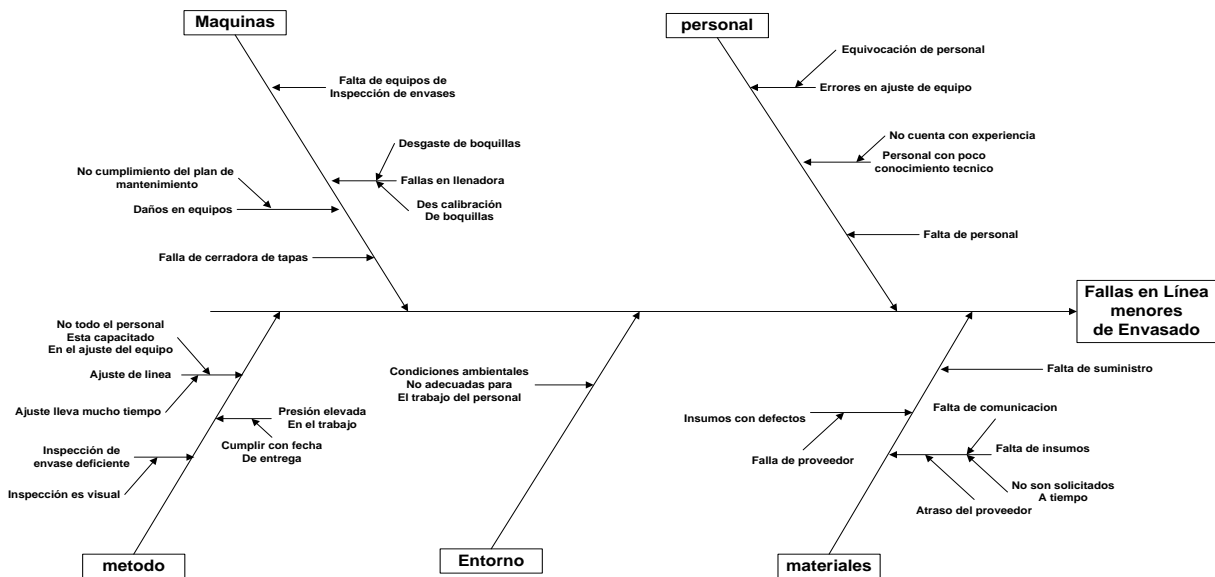 Maquinas
personal
Falta de equipos de
Inspección de envases
Desgaste de boquillas
No cumplimiento del plan de
mantenimiento
Fallas en llenadora
Daños en equipos
Des calibración
De boquillas
Falla de cerradora de tapas
Equivocación de personal
Errores en ajuste de equipo
No cuenta con experiencia
Personal con poco
conocimiento tecnico
Falta de personal
Fallas en Línea
menores
de Envasado
No todo el personal
Esta capacitado
En el ajuste del equipo
Ajuste de linea
Ajuste lleva mucho tiempo
Presión elevada
En el trabajo
Cumplir con fecha
De entrega
Inspección de
envase deficiente
Inspección es visual
Condiciones ambientales
No adecuadas para
El trabajo del personal
Falta de suministro
Insumos con defectos
Falla de proveedor
Falta de comunicacion
Falta de insumos
No son solicitados
A tiempo
Atraso del proveedor
metodo
Entorno
materiales